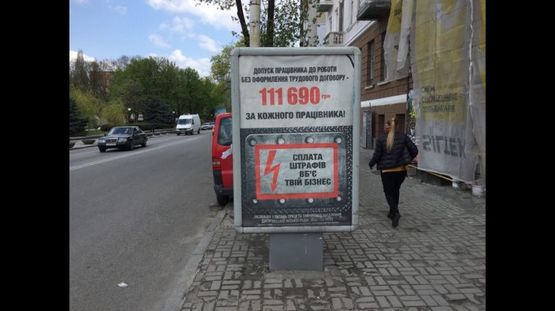 ДОПУСК ПРАЦІВНИКА ДО РОБОТИ
БЕЗ ОФОРМЛЕННЯ ТРУДОВОГО ДОГОВОРУ -
111 690 грн
ЗА КОЖНОГО ПРАЦІВНИКА!
СПЛАТА
ШТРАФІВ
ВБ'Є
ТВІЙ БІЗНЕС